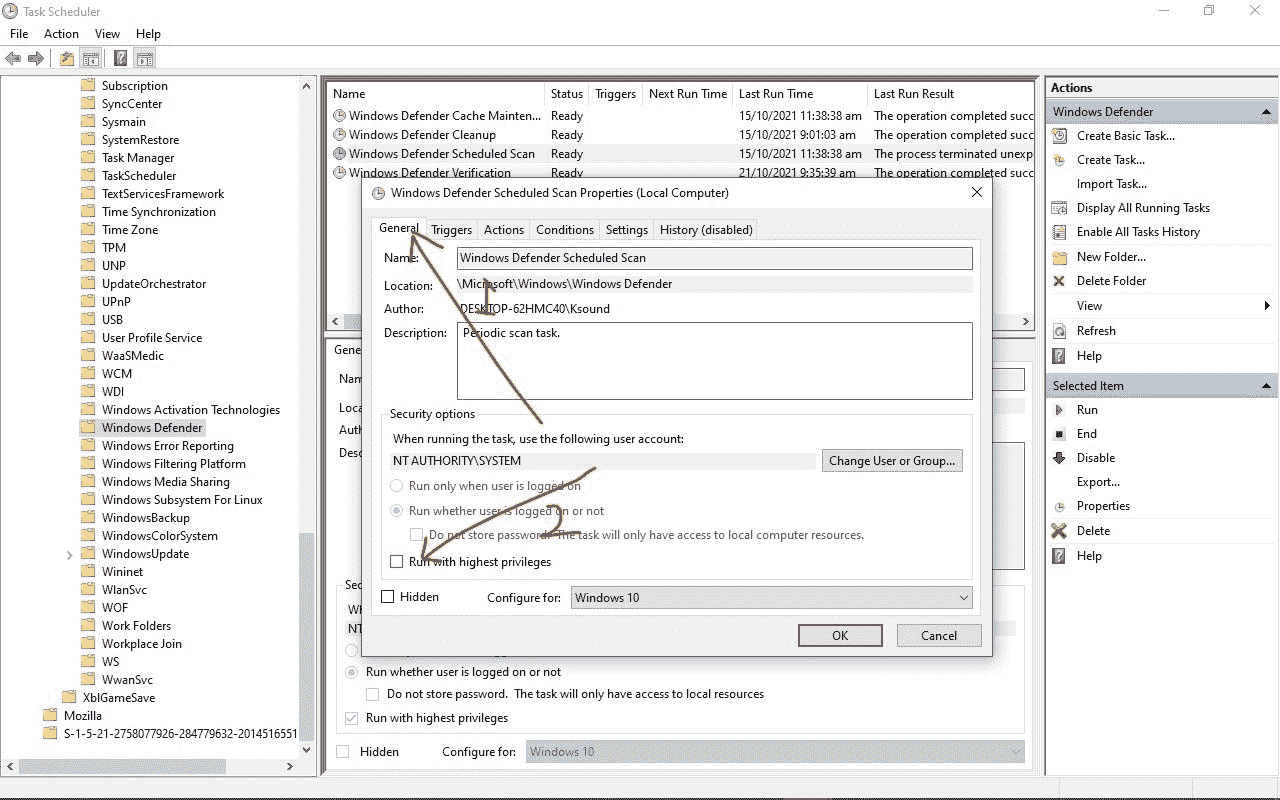 Task Scheduler
File Action View Help
Subscription
SyncCenter
Sysmain
SystemRestore
Task Manager
TaskScheduler
TextServicesFramework
Time Synchronization
Time Zone
TPM
UNP
UpdateOrchestrator
UPnP
USB
User Profile Service
WaaSMedic
WCM
WDI
Windows Activation Technologies
Windows Defender
Windows Error Reporting
Windows Filtering Platform
Windows Media Sharing
Windows Subsystem For Linux
WindowsBackup
WindowsColorSystem
WindowsUpdate
Wininet
WlanSvc
WOF
Work Folders
Workplace Join
WS
WwanSvc
XblGameSave
Mozilla
S-1-5-21-2758077926-284779632-2014516551
Name Status Triggers Next Run Time Last Run Time Last Run Result
Windows Defender Cache Mainten... Ready 15/10/2021 11:38:38 am The operation completed succ
Windows Defender Cleanup Ready 15/10/2021 9:01:03 am The operation completed succ
Windows Defender Scheduled Scan Ready 15/10/2021 11:38:38 am The process terminated unexp
Windows Defender Verification Ready 21/10/2021 9:35:39 am The operation completed succ
Windows Defender Scheduled Scan Properties (Local Computer)
General Triggers Actions Conditions Settings History (disabled)
Name: Windows Defender Scheduled Scan
Location: \Microsoft\Windows\Windows Defender
1
Author: DESKTOP-62HMC40\Ksound
Description: Periodic scan task.
Security options
When running the task, use the following user account:
NT AUTHORITY\SYSTEM Change User or Group...
Run only when user is logged on
Run whether user is logged on or not
2
Do not store password. The task will only have access to local computer resources.
Run with highest privileges
Hidden Configure for: Windows 10
OK Cancel
Gene
Nam
Loca
Auth
Desc
Sec
Wh
NT
Run whether user is logged on or not
Do not store password. The task will only have access to local resources
Run with highest privileges
Hidden Configure for: Windows 10
Actions
Windows Defender
Create Basic Task...
Create Task...
Import Task...
Display All Running Tasks
Enable All Tasks History
New Folder...
Delete Folder
View
Refresh
Help
Selected Item
Run
End
Disable
Export...
Properties
Delete
Help